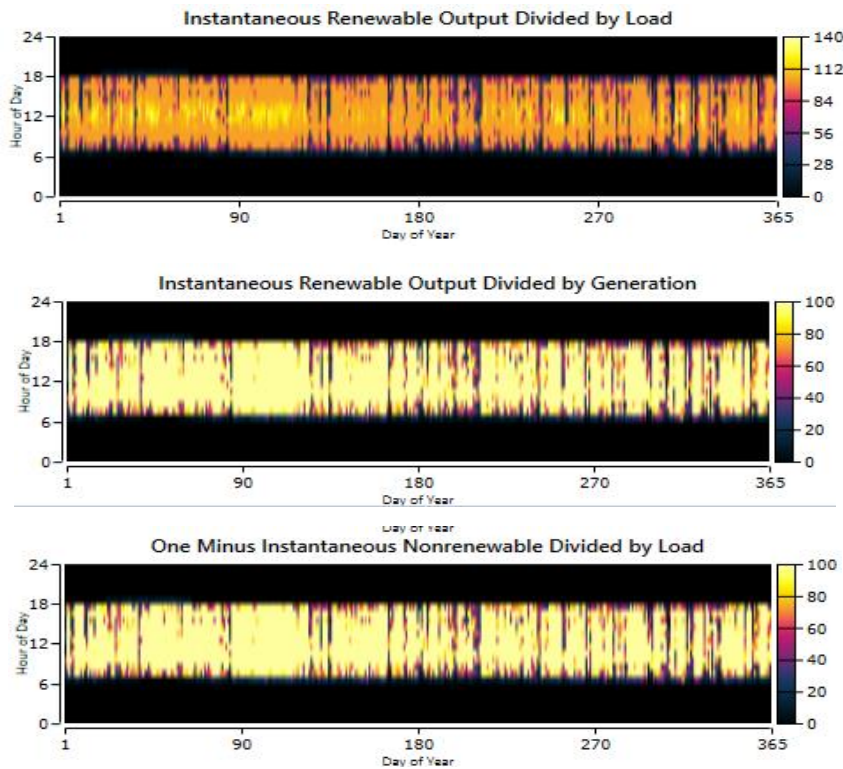 Instantaneous Renewable Output Divided by Load
24
18
12
6
0
Hour of Day
1 90 180 270 365
Day of Year
140
112
84
56
28
0
Instantaneous Renewable Output Divided by Generation
24
18
12
6
0
Hour of Day
1 90 180 270 365
Day of Year
100
80
60
40
20
0
Day of Year
One Minus Instantaneous Nonrenewable Divided by Load
24
18
12
6
0
Hour of Day
1 90 180 270 365
Day of Year
100
80
60
40
20
0